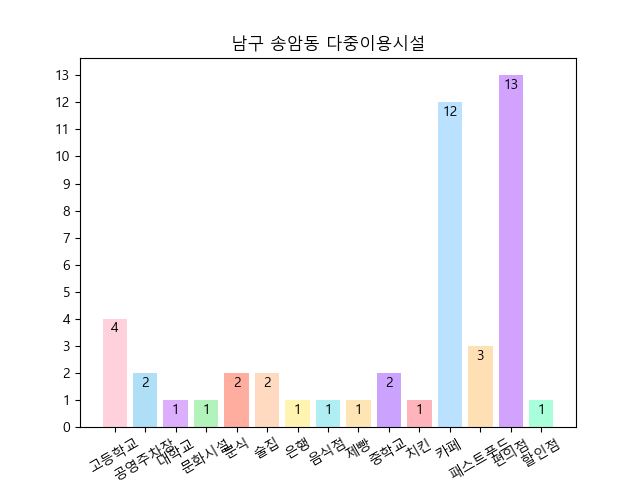 남구 송암동 다중이용시설
13
12
11
10
9
8
7
6
5
4
3
2
1
0
4
2
1
1
2
2
1
1
1
2
1
12
3
13
1
고등학교
공영주차장
대학교
문화시설
분식
술집
은행
음식점
제빵
중학교
치킨
카페
패스트푸드
편의점
할인점